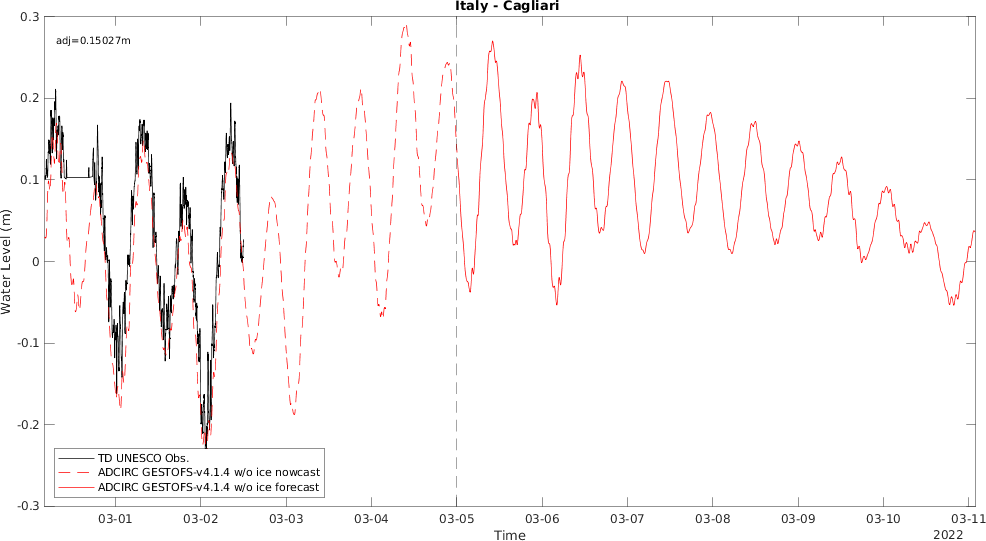 Italy - Cagliari
adj=0.15027m
0.3
0.2
0.1
0
-0.1
-0.2
-0.3
Water Level (m)
TD UNESCO Obs.
ADCIRC GESTOFS-v4.1.4 w/o ice nowcast
ADCIRC GESTOFS-v4.1.4 w/o ice forecast
03-01 03-02 03-03 03-04 03-05 03-06 03-07 03-08 03-09 03-10 03-11
Time
2022